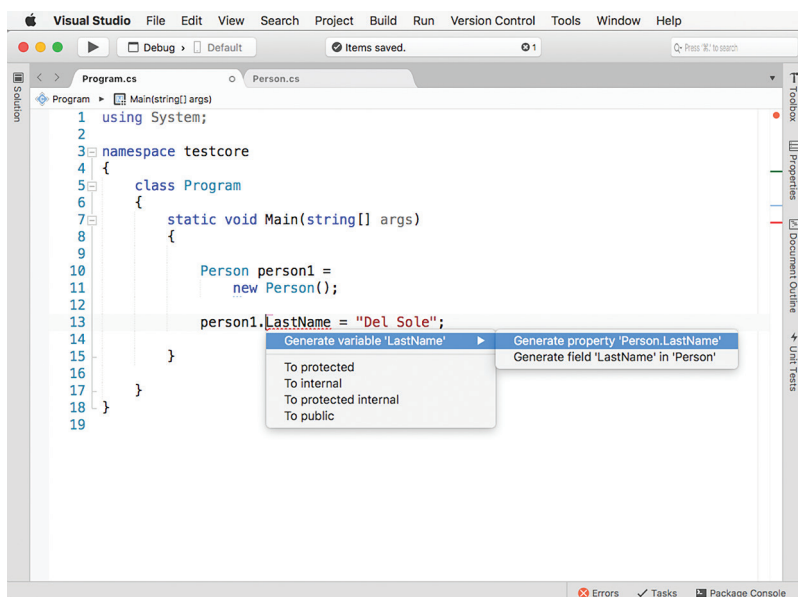 Visual Studio File Edit View Search Project Build Run Version Control Tools Window Help
Debug › Default Items saved. 1 Press '⌘.' to search
Solution
Program.cs Person.cs
Program ▸ Main(string[] args)
1 using System;
2
3 namespace testcore
4 {
5 class Program
6 {
7 static void Main(string[] args)
8 {
9
10 Person person1 =
11 new Person();
12
13 person1.LastName = "Del Sole";
14
15 }
16
17 }
18 }
19
Generate variable 'LastName'
To protected
To internal
To protected internal
To public
Generate property 'Person.LastName'
Generate field 'LastName' in 'Person'
Toolbox
Properties
Document Outline
Unit Tests
Errors Tasks Package Console